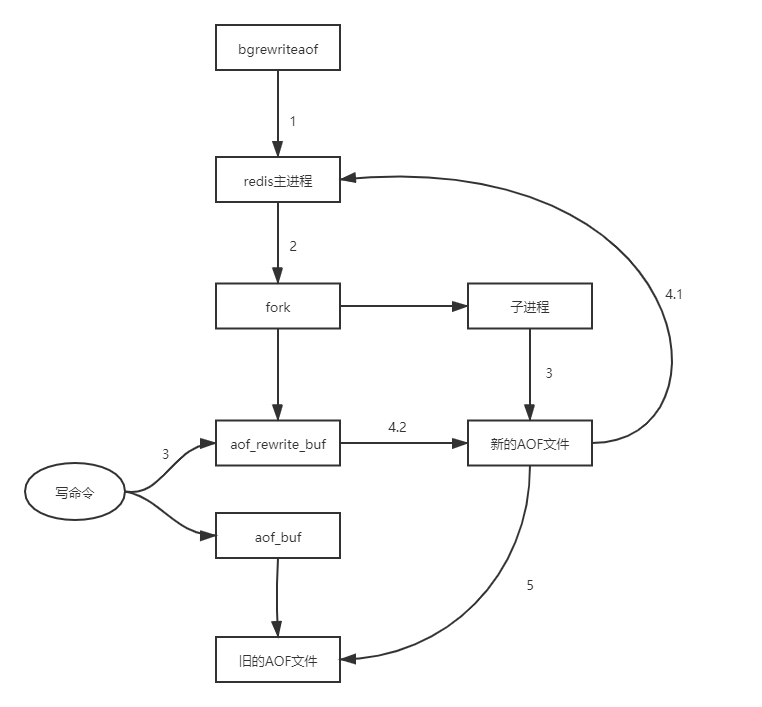 bgrewriteaof
1
redis主进程
2
4.1
fork
子进程
3
4.2
aof_rewrite_buf
新的AOF文件
3
写命令
aof_buf
5
旧的AOF文件